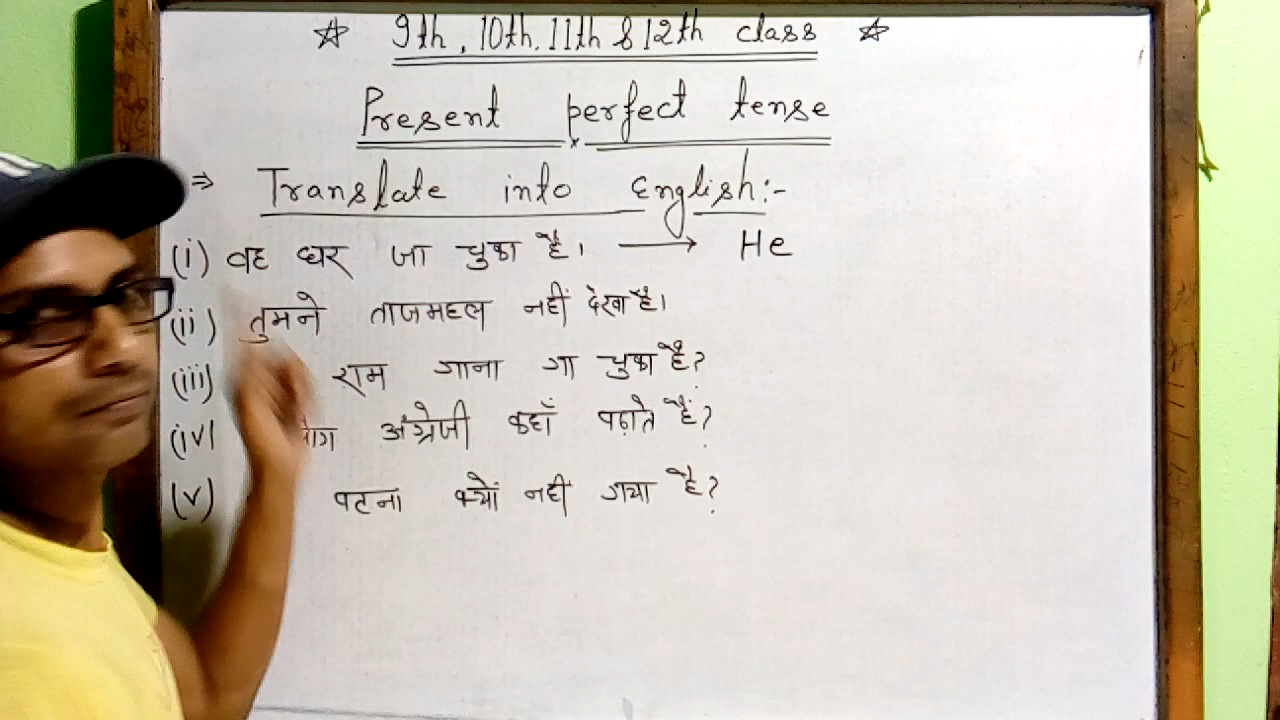 ☆ 9th, 10th, 11th & 12th class ☆
Present perfect tense
⇒ Translate into English:-
(i) वह घर जा चुका है। → He
(ii) तुमने ताजमहल नहीं देखा है।
(iii) राम गाना गा चुका है?
(iv) अंग्रेजी कहाँ पढ़ाते हैं?
(v) पटना क्यों नहीं गया है?